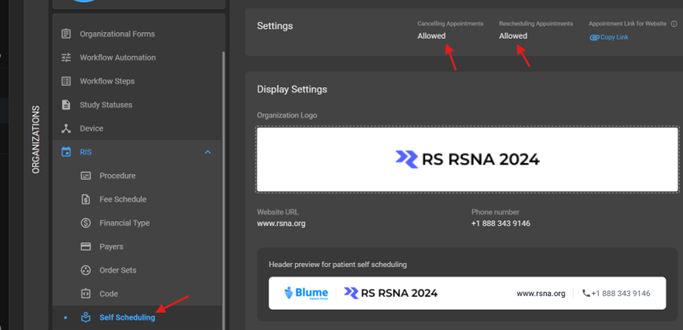 ORGANIZATIONS
Organizational Forms
Workflow Automation
Workflow Steps
Study Statuses
Device
RIS
Procedure
Fee Schedule
Financial Type
Payers
Order Sets
Code
Self Scheduling
Settings
Cancelling Appointments
Allowed
Rescheduling Appointments
Allowed
Appointment Link for Website
Copy Link
Display Settings
Organization Logo
RS RSNA 2024
Website URL
www.rsna.org
Phone number
+1 888 343 9146
Header preview for patient self scheduling
Blume
RS RSNA 2024
www.rsna.org
+1 888 343 9146